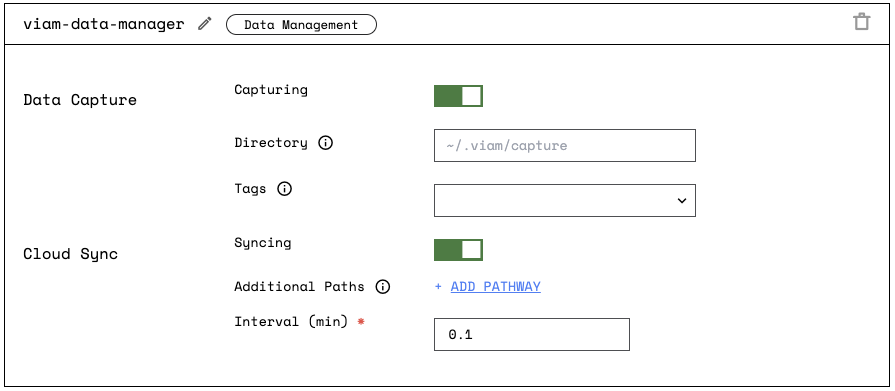 viam-data-manager Data Management
Data Capture
Capturing
Directory
~/.viam/capture
Tags
Cloud Sync
Syncing
Additional Paths
+ ADD PATHWAY
Interval (min) *
0.1